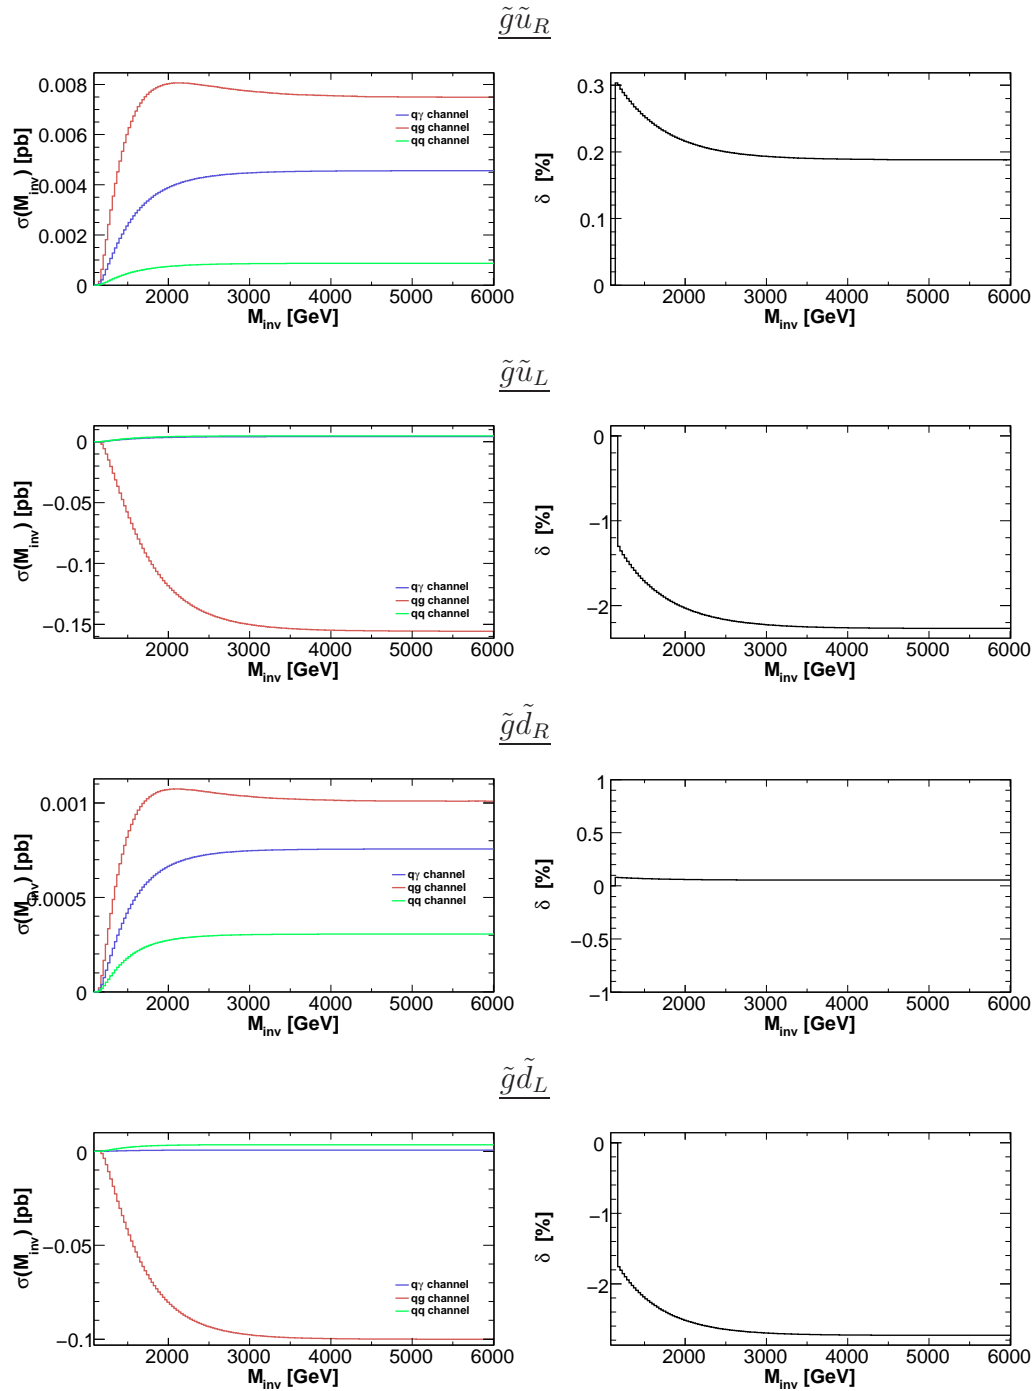 g̃ũ_R
0.008
0.006
0.004
0.002
0
σ(M_inv) [pb]
qγ channel
qg channel
qq channel
2000 3000 4000 5000 6000
M_inv [GeV]
0.3
0.2
0.1
0
δ [%]
2000 3000 4000 5000 6000
M_inv [GeV]
g̃ũ_L
0
−0.05
−0.1
−0.15
σ(M_inv) [pb]
qγ channel
qg channel
qq channel
2000 3000 4000 5000 6000
M_inv [GeV]
0
−1
−2
δ [%]
2000 3000 4000 5000 6000
M_inv [GeV]
g̃d̃_R
0.001
0.0005
0
σ(M_inv) [pb]
qγ channel
qg channel
qq channel
2000 3000 4000 5000 6000
M_inv [GeV]
1
0.5
0
−0.5
−1
δ [%]
2000 3000 4000 5000 6000
M_inv [GeV]
g̃d̃_L
0
−0.05
−0.1
σ(M_inv) [pb]
qγ channel
qg channel
qq channel
2000 3000 4000 5000 6000
M_inv [GeV]
0
−1
−2
δ [%]
2000 3000 4000 5000 6000
M_inv [GeV]